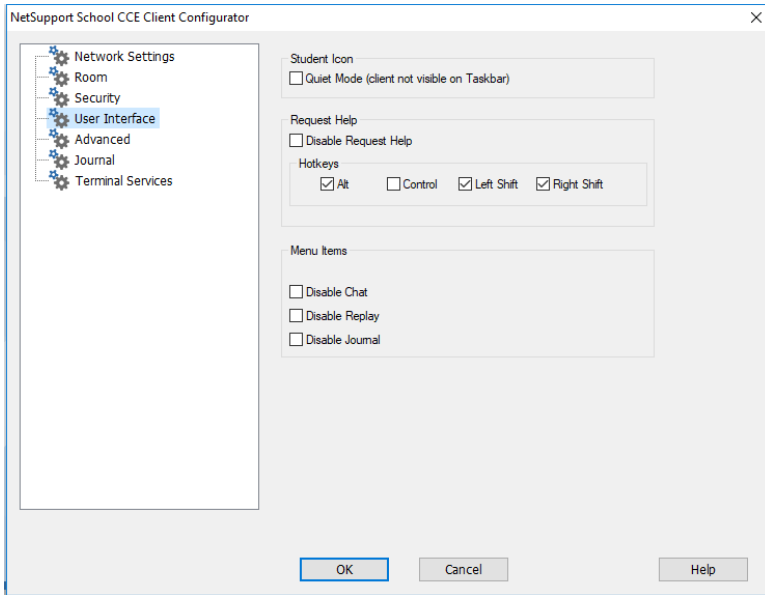 NetSupport School CCE Client Configurator
Network Settings
Room
Security
User Interface
Advanced
Journal
Terminal Services
Student Icon
Quiet Mode (client not visible on Taskbar)
Request Help
Disable Request Help
Hotkeys
Alt Control Left Shift Right Shift
Menu Items
Disable Chat
Disable Replay
Disable Journal
OK Cancel Help